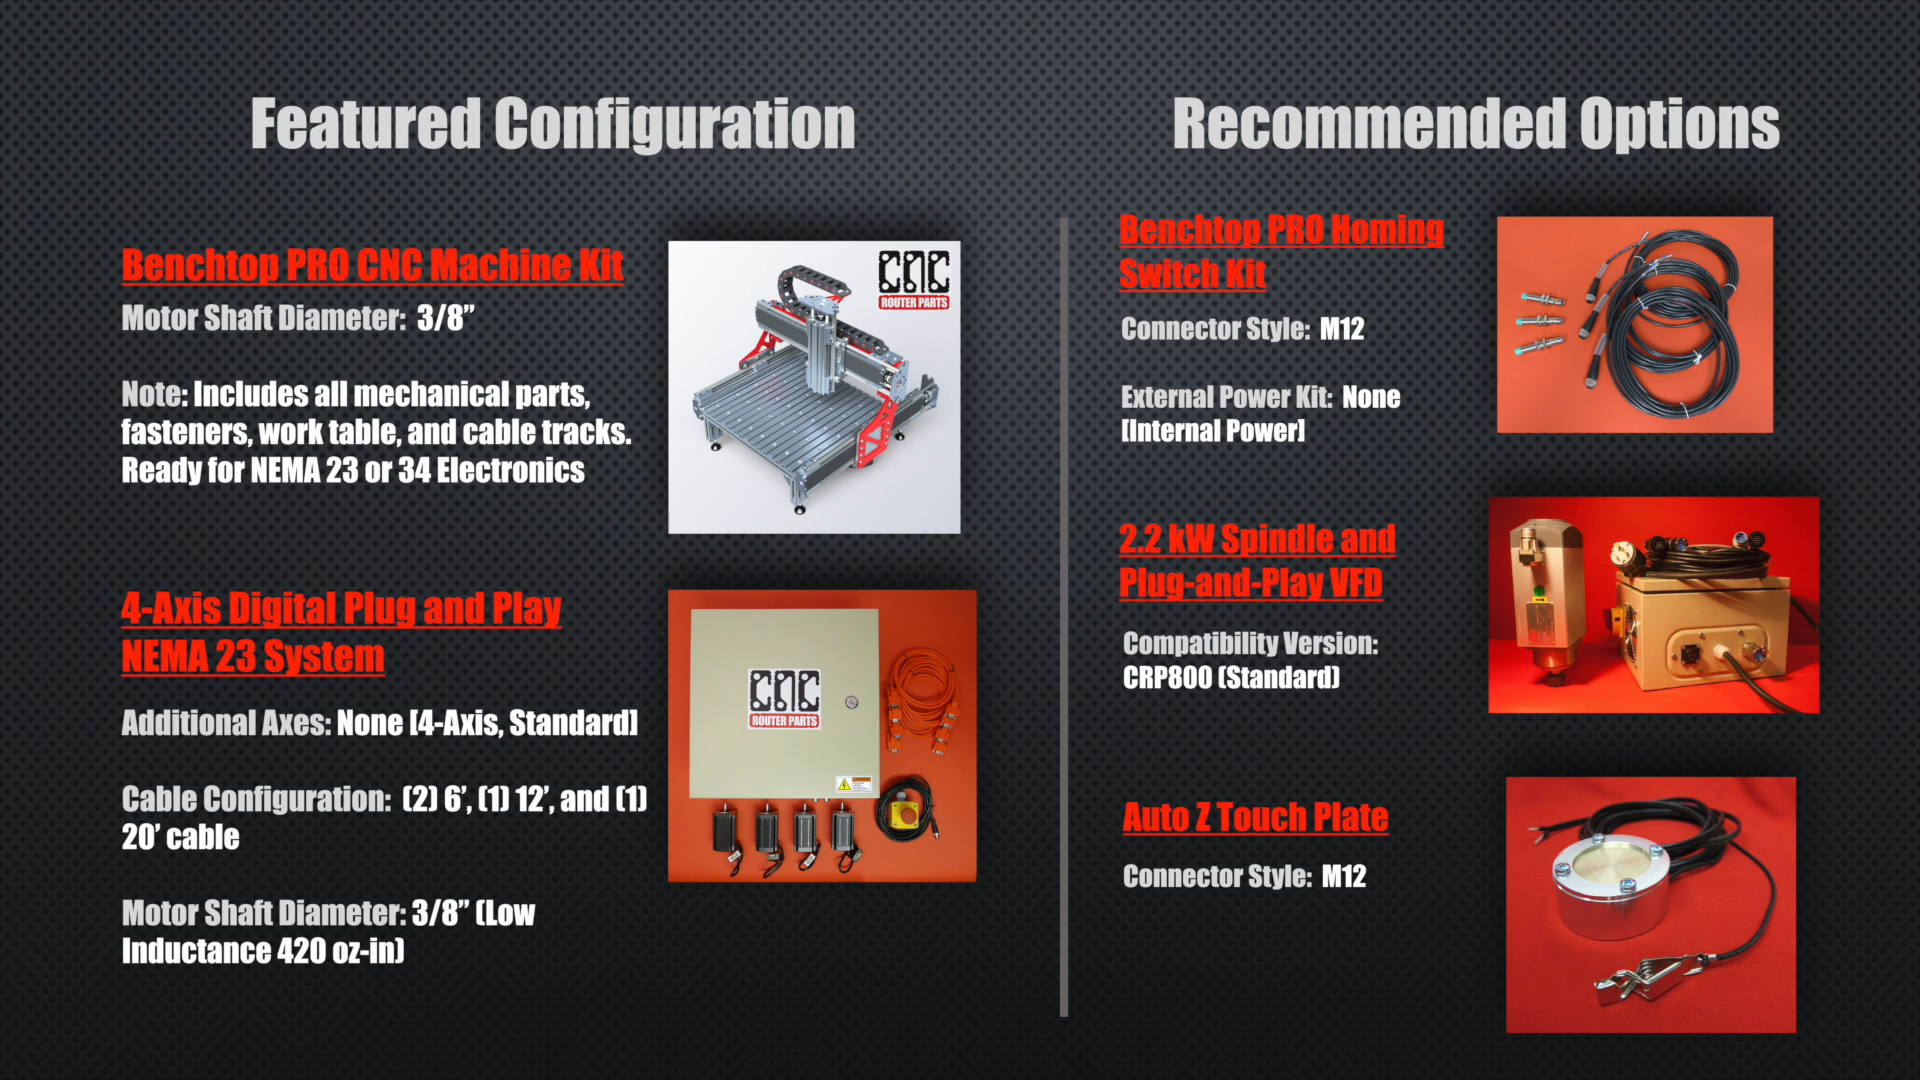 Featured Configuration
Benchtop PRO CNC Machine Kit
Motor Shaft Diameter: 3/8”
Note: Includes all mechanical parts,
fasteners, work table, and cable tracks.
Ready for NEMA 23 or 34 Electronics
CNC
ROUTER PARTS
4-Axis Digital Plug and Play
NEMA 23 System
Additional Axes: None [4-Axis, Standard]
Cable Configuration: (2) 6’, (1) 12’, and (1)
20’ cable
Motor Shaft Diameter: 3/8” (Low
Inductance 420 oz-in)
CNC
ROUTER PARTS
Recommended Options
Benchtop PRO Homing
Switch Kit
Connector Style: M12
External Power Kit: None
[Internal Power]
2.2 kW Spindle and
Plug-and-Play VFD
Compatibility Version:
CRP800 (Standard)
Auto Z Touch Plate
Connector Style: M12